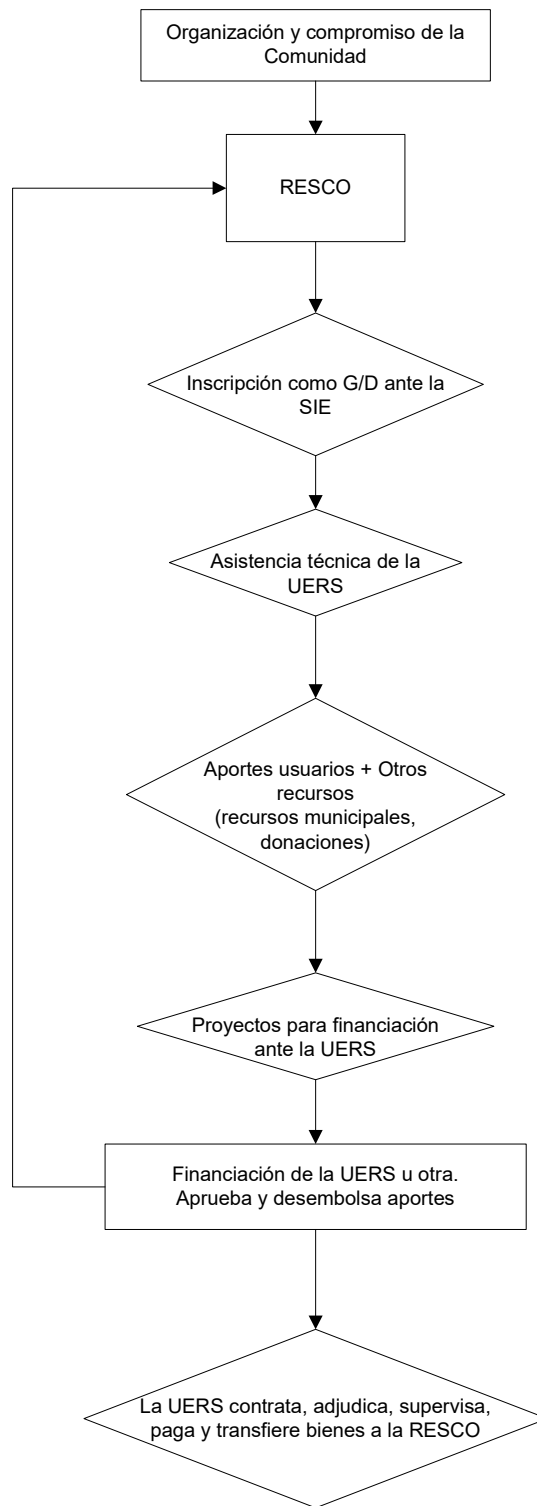 Organización y compromiso de la
Comunidad
RESCO
Inscripción como G/D ante la
SIE
Asistencia técnica de la
UERS
Aportes usuarios + Otros
recursos
(recursos municipales,
donaciones)
Proyectos para financiación
ante la UERS
Financiación de la UERS u otra.
Aprueba y desembolsa aportes
La UERS contrata, adjudica, supervisa,
paga y transfiere bienes a la RESCO